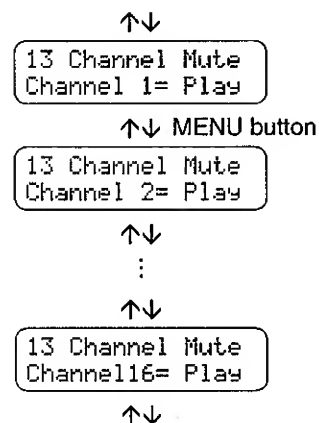 ↑↓
13 Channel Mute
Channel 1= Play
↑↓ MENU button
13 Channel Mute
Channel 2= Play
↑↓
⋮
↑↓
13 Channel Mute
Channel16= Play
↑↓